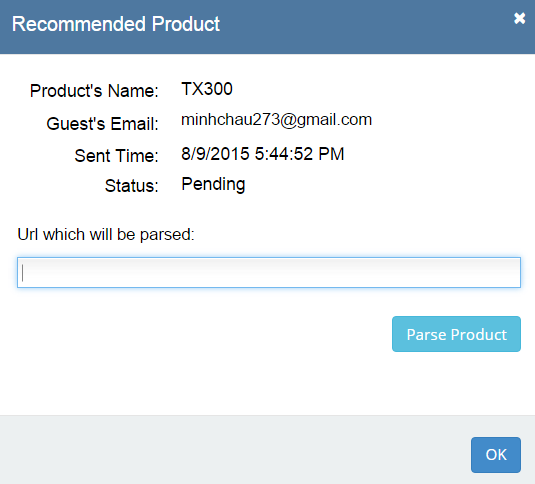 Recommended Product
Product's Name: TX300
Guest's Email: minhchau273@gmail.com
Sent Time: 8/9/2015 5:44:52 PM
Status: Pending
Url which will be parsed:
Parse Product
OK